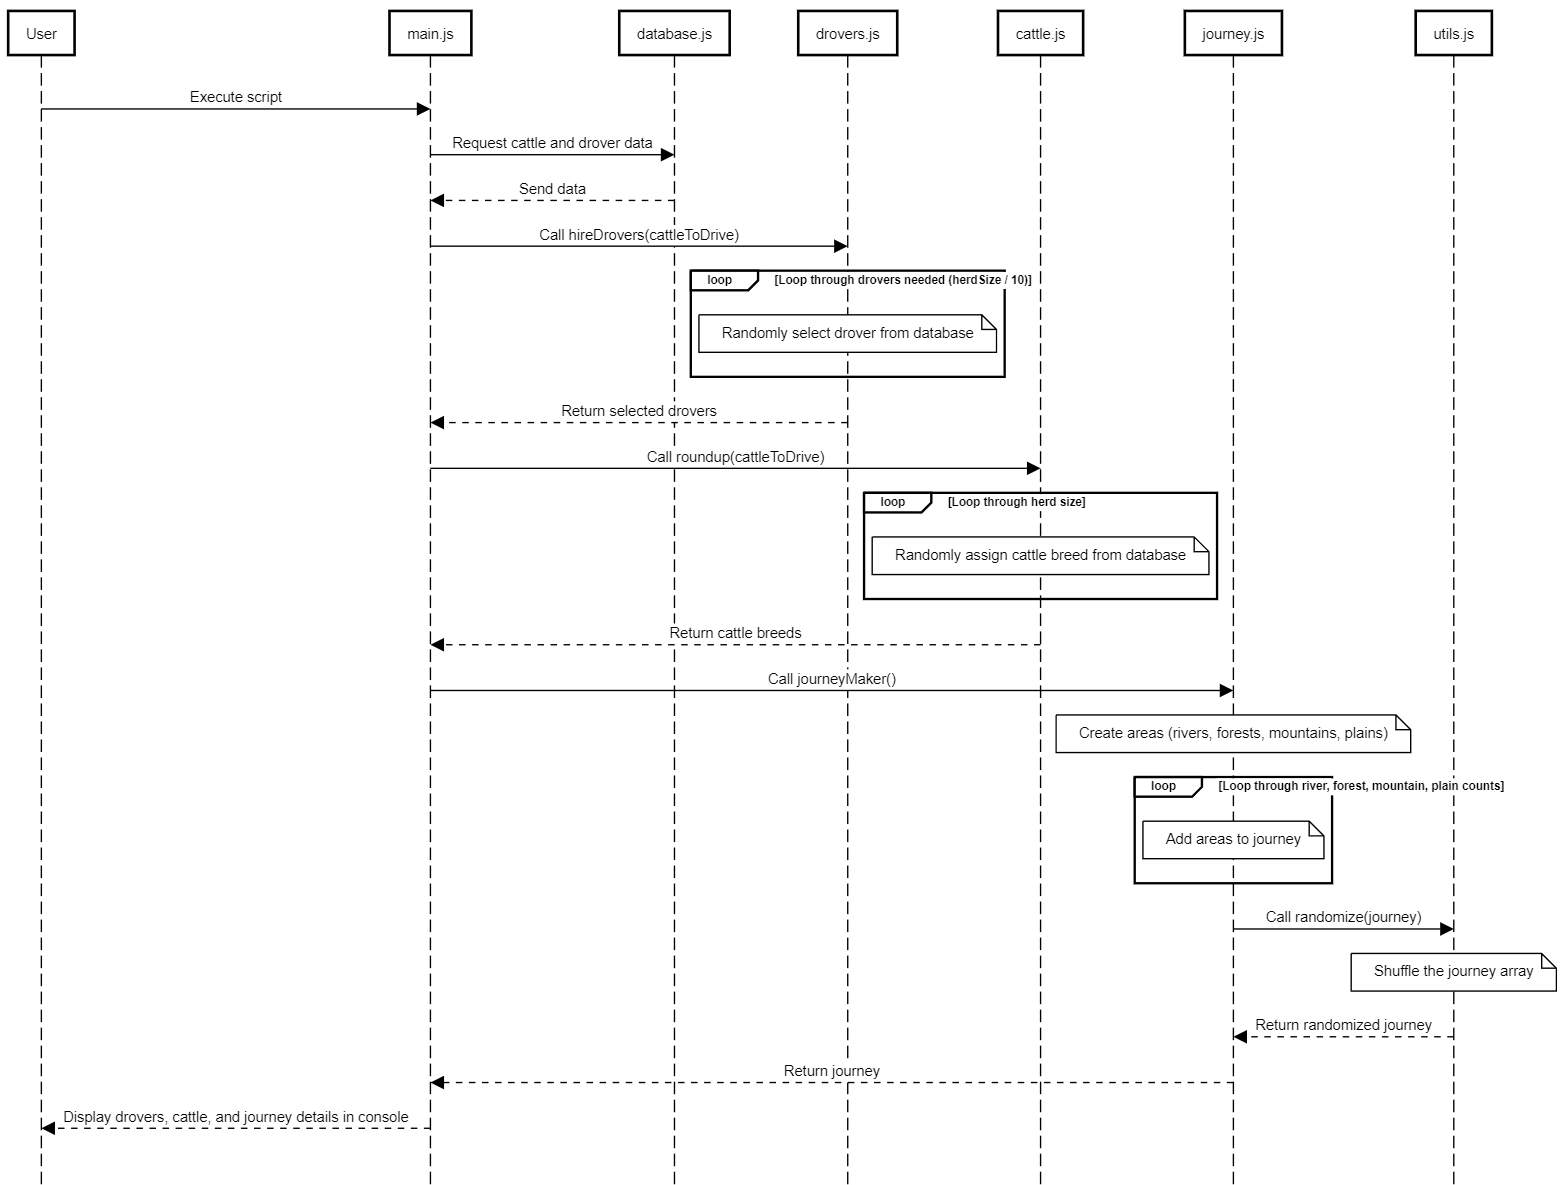 User
main.js
database.js
drovers.js
cattle.js
journey.js
utils.js
Execute script
Request cattle and drover data
Send data
Call hireDrovers(cattleToDrive)
loop
[Loop through drovers needed (herdSize / 10)]
Randomly select drover from database
Return selected drovers
Call roundup(cattleToDrive)
loop
[Loop through herd size]
Randomly assign cattle breed from database
Return cattle breeds
Call journeyMaker()
Create areas (rivers, forests, mountains, plains)
loop
[Loop through river, forest, mountain, plain counts]
Add areas to journey
Call randomize(journey)
Shuffle the journey array
Return randomized journey
Return journey
Display drovers, cattle, and journey details in console